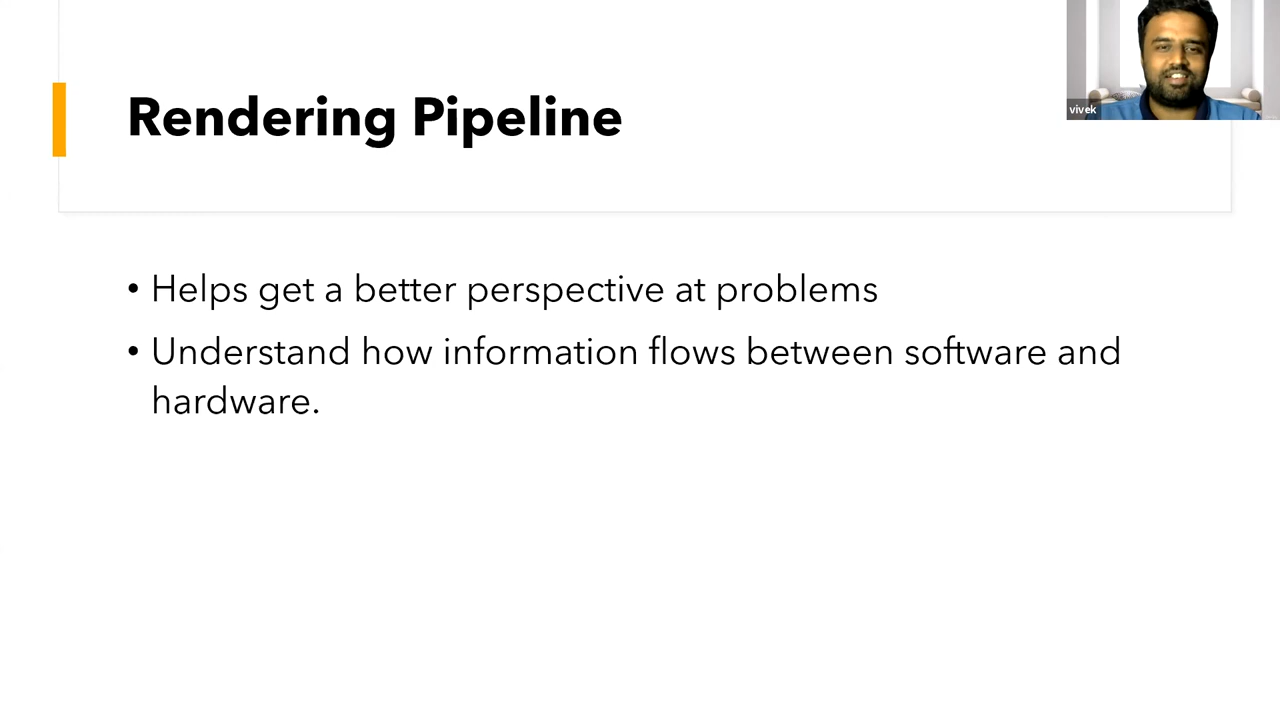 Rendering Pipeline
vivek
• Helps get a better perspective at problems
• Understand how information flows between software and
hardware.